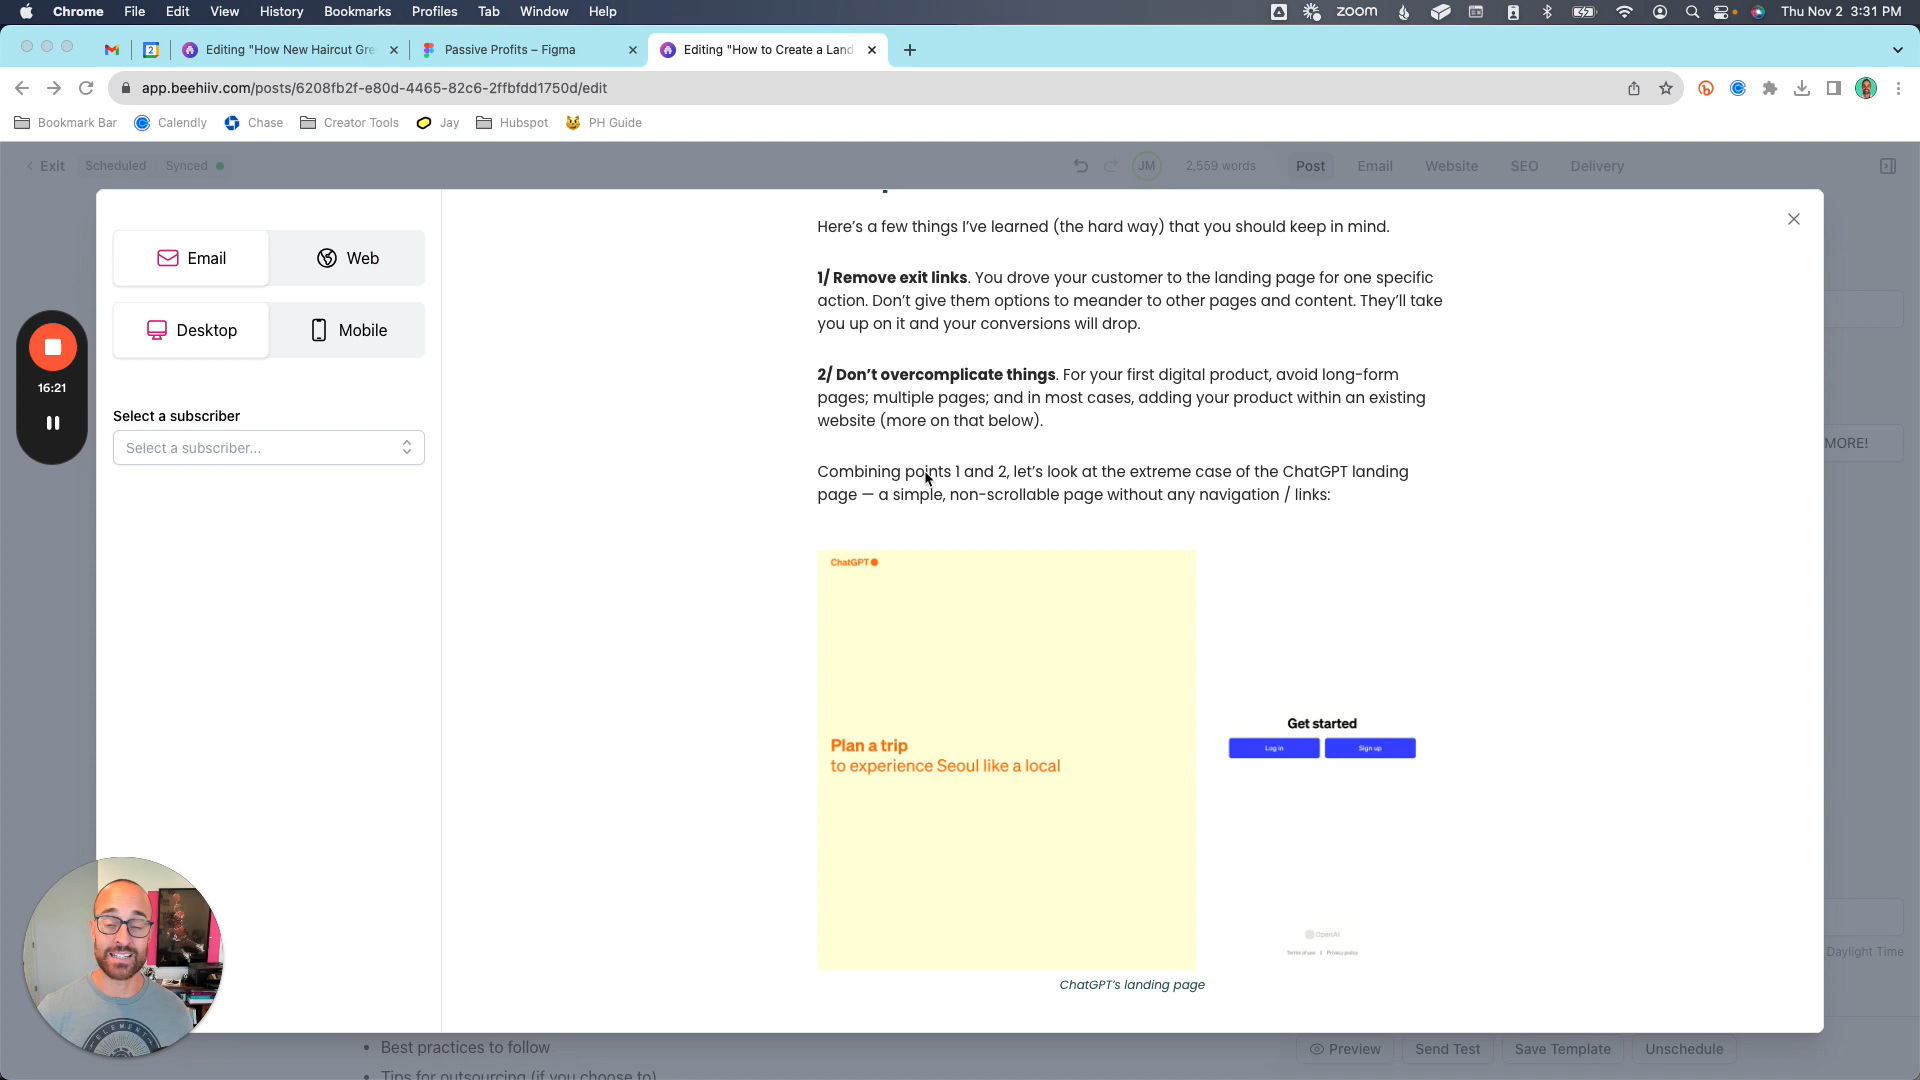 Chrome File Edit View History Bookmarks Profiles Tab Window Help
zoom
Thu Nov 2 3:31 PM
2
Editing "How New Haircut Gre
Passive Profits – Figma
Editing "How to Create a Land
app.beehiiv.com/posts/6208fb2f-e80d-4465-82c6-2ffbfdd1750d/edit
Bookmark Bar Calendly Chase Creator Tools Jay Hubspot PH Guide
Exit Scheduled Synced
JM 2,559 words Post Email Website SEO Delivery
Email Web
Desktop Mobile
16:21
Select a subscriber
Select a subscriber...
Here's a few things I've learned (the hard way) that you should keep in mind.
1/ Remove exit links. You drove your customer to the landing page for one specific
action. Don't give them options to meander to other pages and content. They'll take
you up on it and your conversions will drop.
2/ Don't overcomplicate things. For your first digital product, avoid long-form
pages; multiple pages; and in most cases, adding your product within an existing
website (more on that below).
Combining points 1 and 2, let's look at the extreme case of the ChatGPT landing
page — a simple, non-scrollable page without any navigation / links:
ChatGPT
Plan a trip
to experience Seoul like a local
Get started
Log in Sign up
OpenAI
Terms of use | Privacy policy
ChatGPT's landing page
MORE!
Daylight Time
ELEMENT
Best practices to follow
Tips for outsourcing (if you choose to)
Preview Send Test Save Template Unschedule